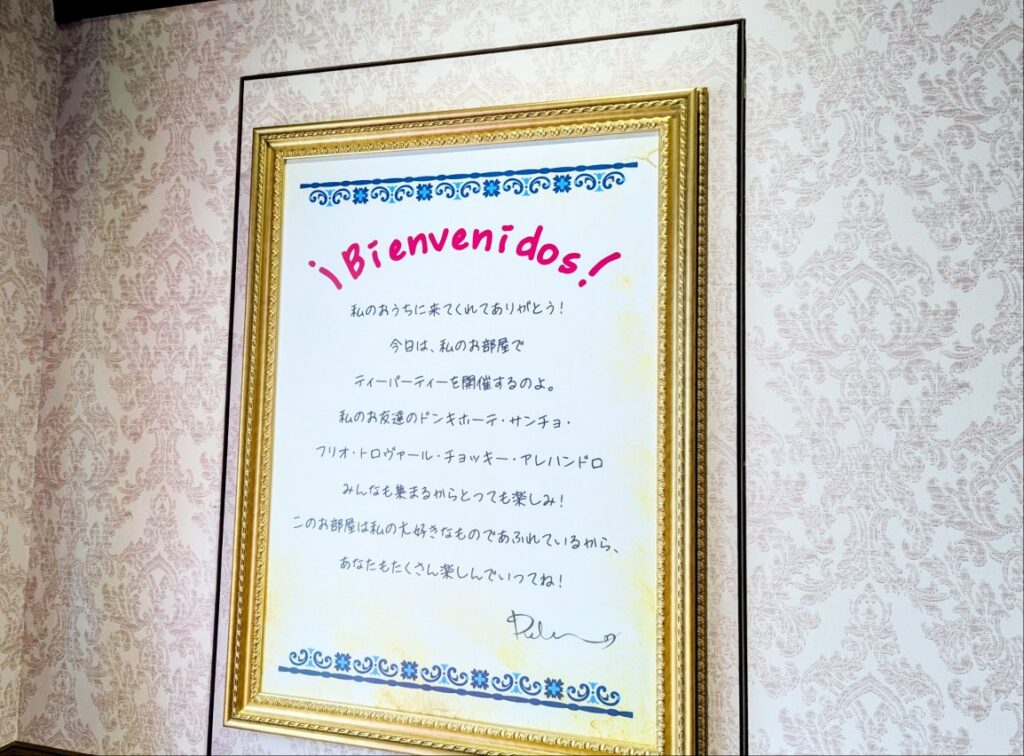 ¡Bienvenidos!
私のおうちに来てくれてありがとう!
今日は、私のお部屋で
ティーパーティーを開催するのよ。
私のお友達のドンキホーテ・サンチョ・
フリオ・トロヴァール・チョッキー・アレハンドロ
みんなも集まるからとっても楽しみ!
このお部屋は私の大好きなものであふれているから、
あなたもたくさん楽しんでいってね!